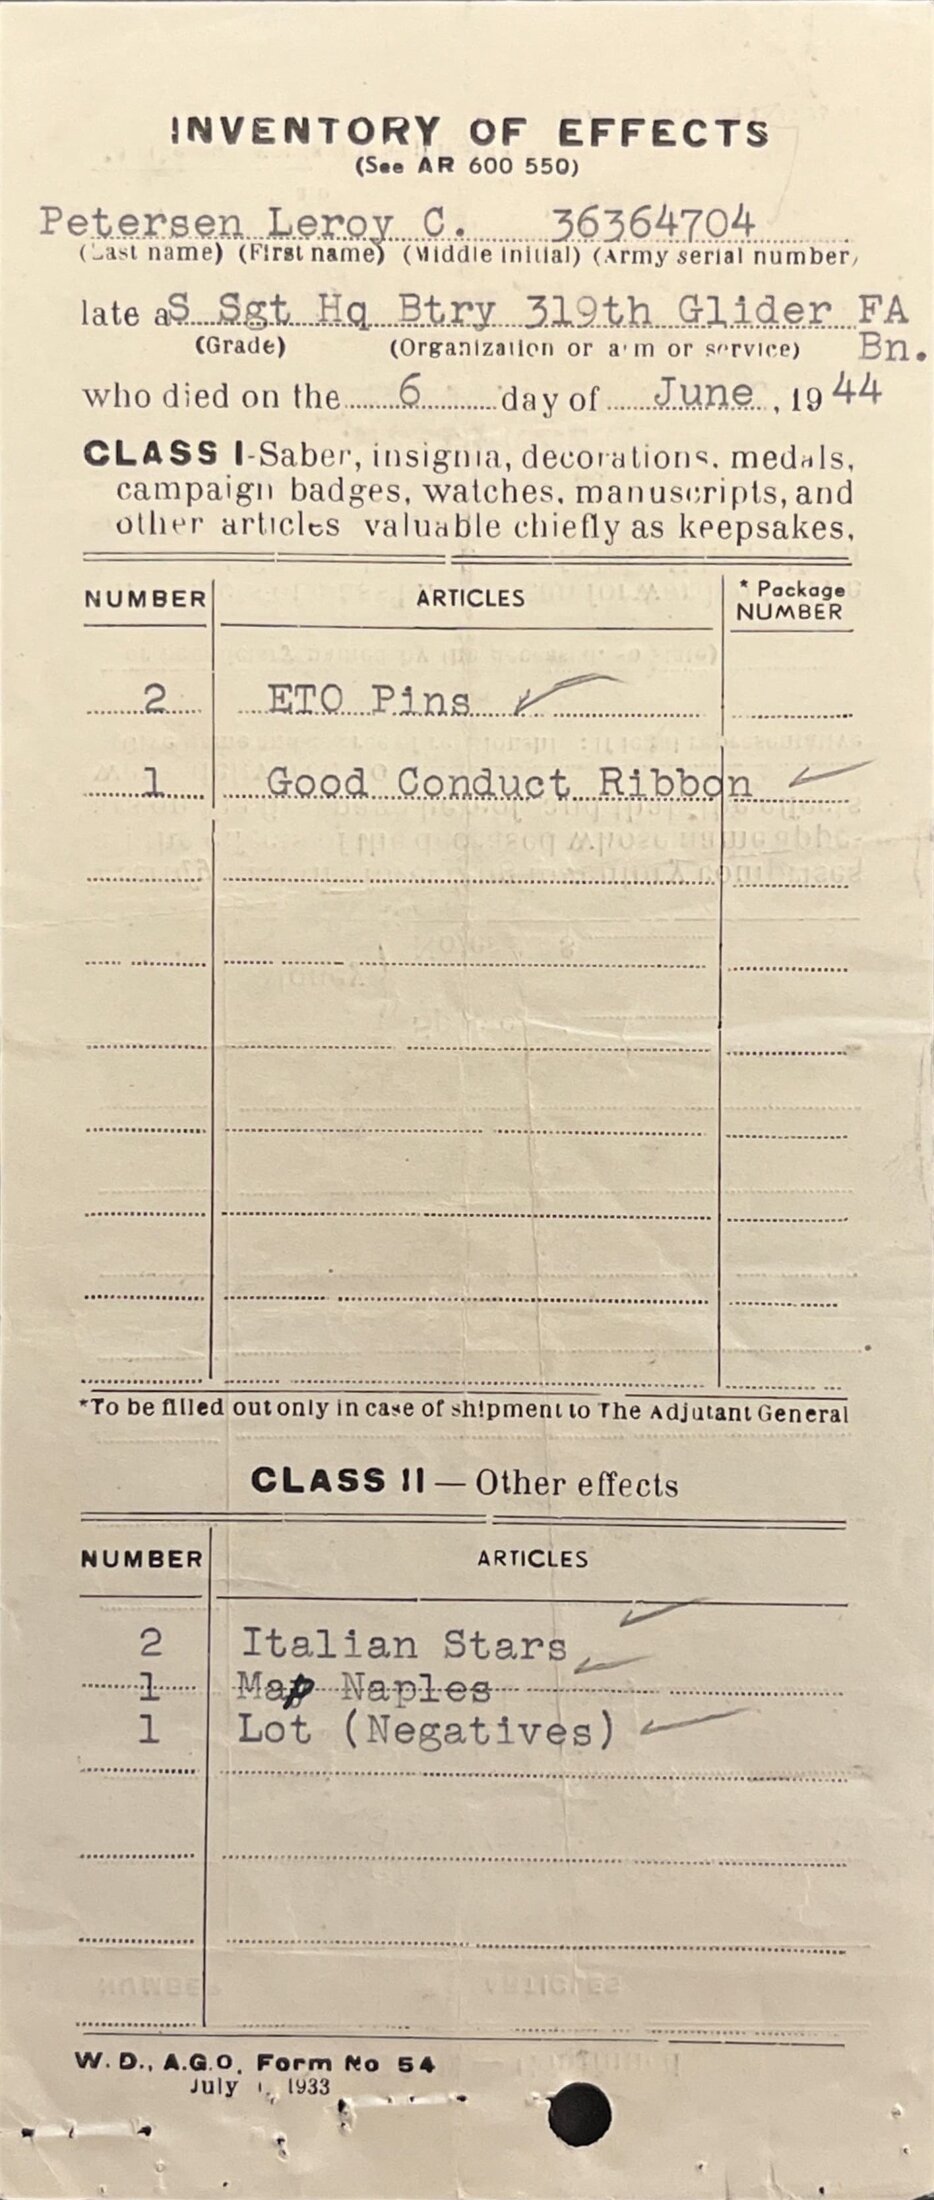 INVENTORY OF EFFECTS
(See AR 600 550)
Petersen Leroy C. 36364704
(Last name) (First name) (Middle initial) (Army serial number)
late aS Sgt Hq Btry 319th Glider FA
(Grade) (Organization or arm or service) Bn.
who died on the 6 day of June, 1944
CLASS I-Saber, insignia, decorations, medals,
campaign badges, watches, manuscripts, and
other articles valuable chiefly as keepsakes,
NUMBER ARTICLES * Package
NUMBER
2 ETO Pins
1 Good Conduct Ribbon
*To be filled out only in case of shipment to The Adjutant General
CLASS II — Other effects
NUMBER ARTICLES
2 Italian Stars
1 Map Naples
1 Lot (Negatives)
W. D., A.G.O. Form No 54
July 1, 1933